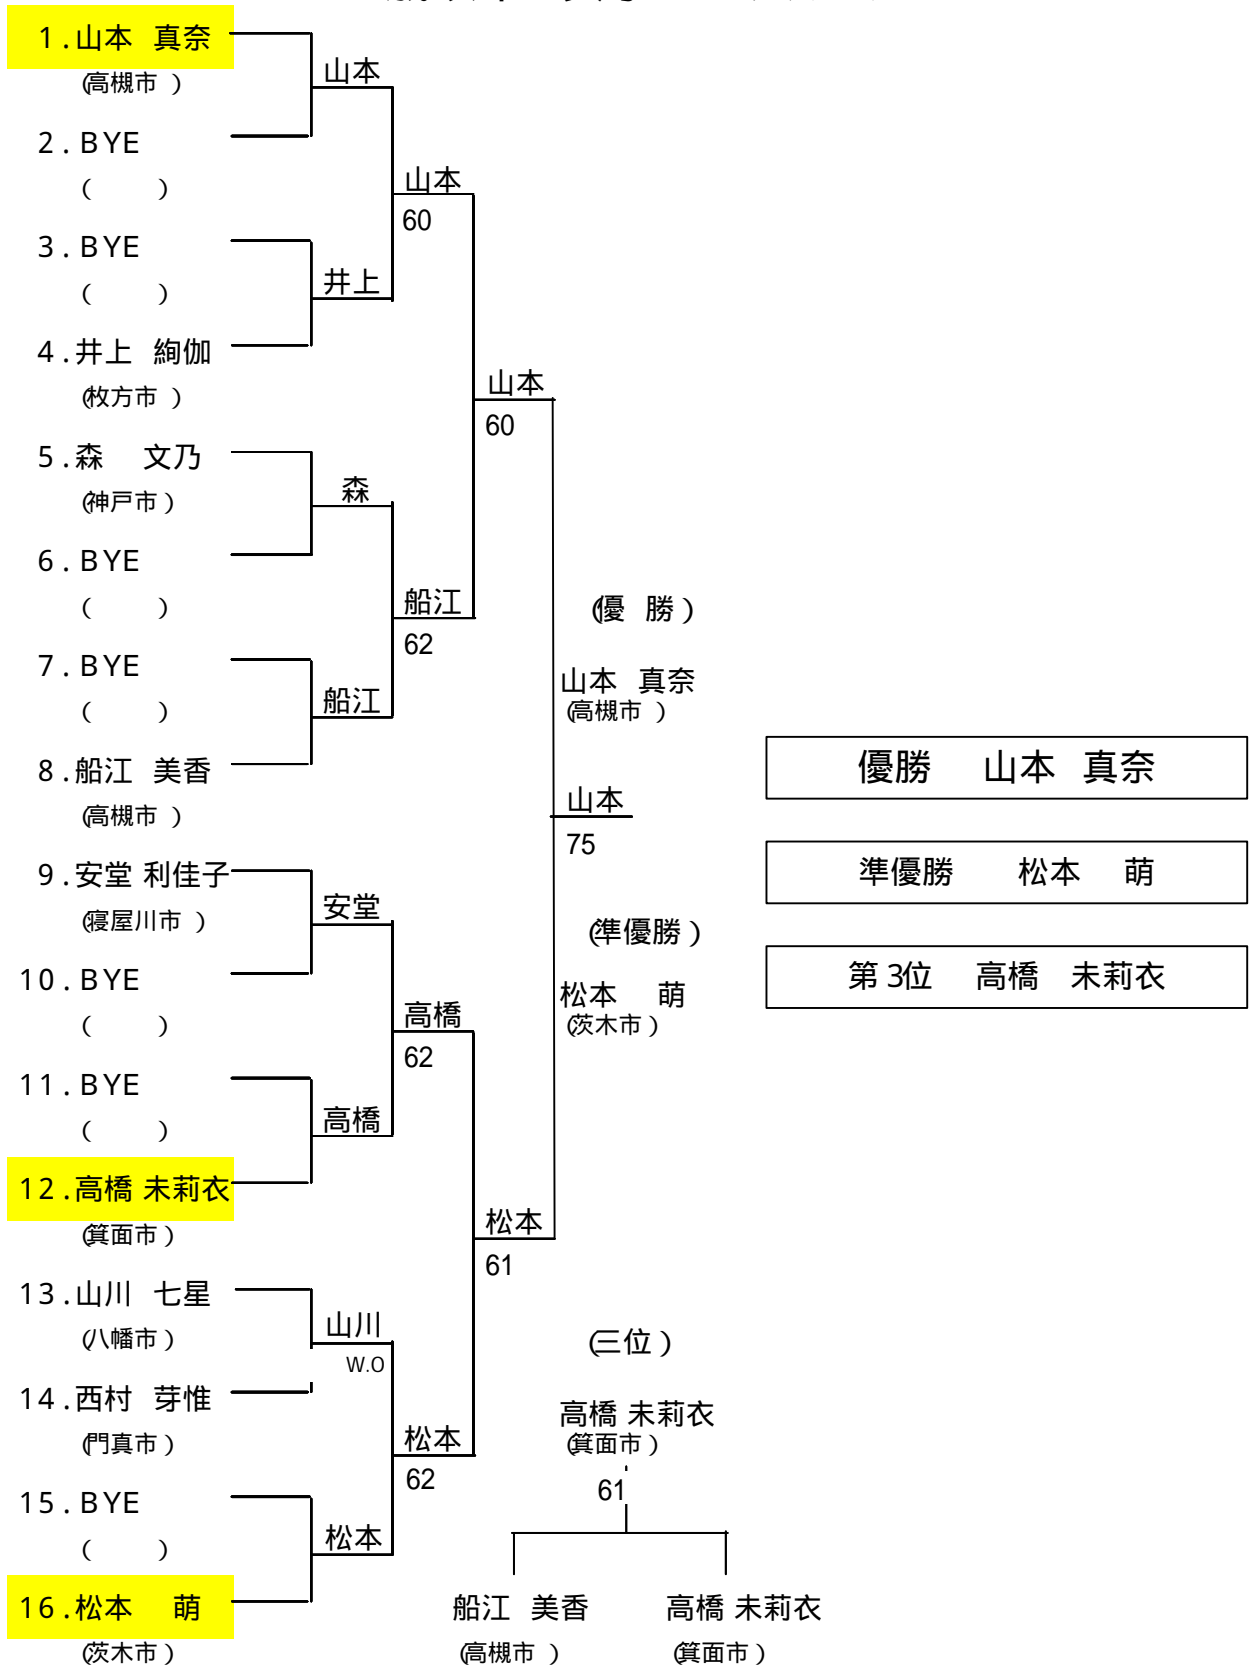 1.山本 真奈
(高槻市 )
2.BYE
( )
3.BYE
( )
4.井上 絢伽
(枚方市 )
5.森 文乃
(神戸市 )
6.BYE
( )
7.BYE
( )
8.船江 美香
(高槻市 )
9.安堂 利佳子
(寝屋川市 )
10.BYE
( )
11.BYE
( )
12.高橋 未莉衣
(箕面市 )
13.山川 七星
(八幡市 )
14.西村 芽惟
(門真市 )
15.BYE
( )
16.松本 萌
(茨木市 )
山本
井上
森
船江
安堂
高橋
山川
W.O
松本
山本
60
船江
62
高橋
62
松本
62
山本
60
松本
61
(優 勝 )
山本 真奈
(高槻市 )
山本
75
(準優勝 )
松本 萌
(茨木市 )
(三位 )
高橋 未莉衣
(箕面市 )
61
船江 美香
(高槻市 )
高橋 未莉衣
(箕面市 )
優勝 山本 真奈
準優勝 松本 萌
第3位 高橋 未莉衣